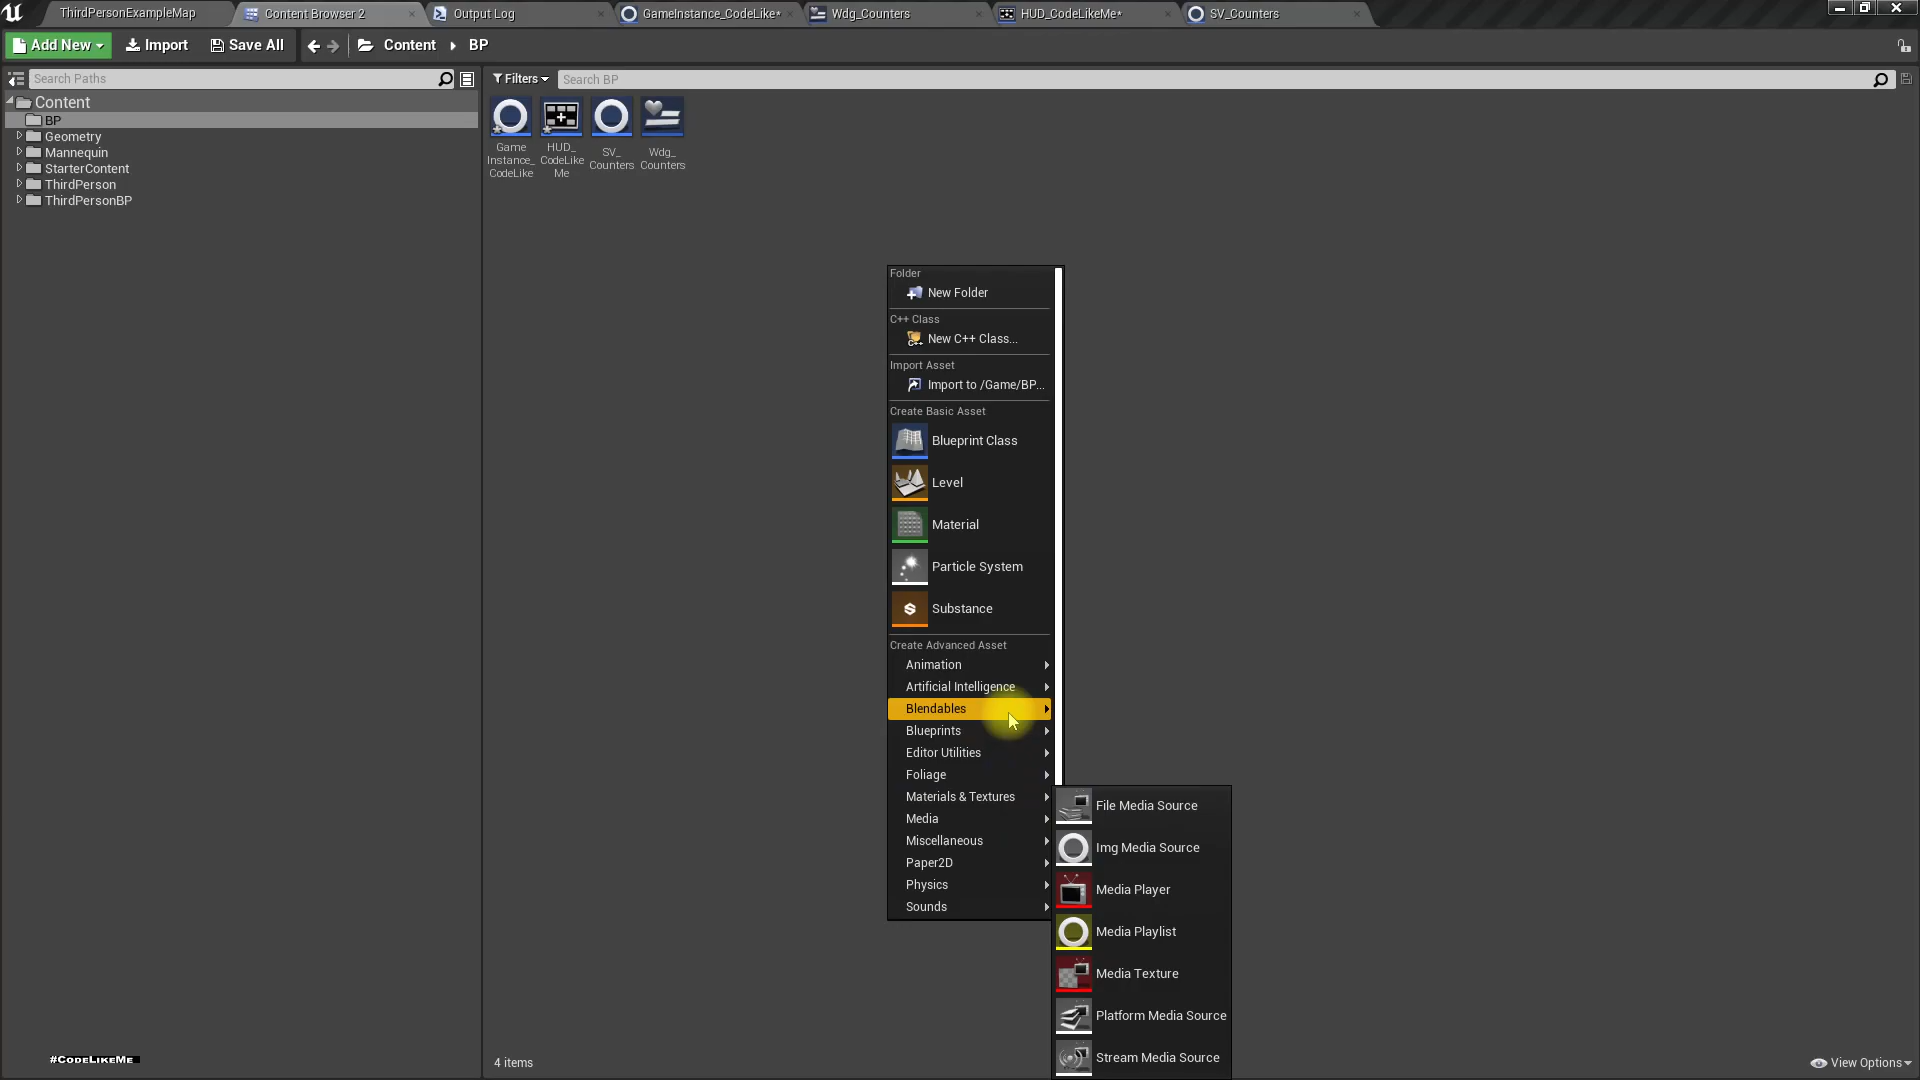 ThirdPersonExampleMap
Content Browser 2
Output Log
GameInstance_CodeLike*
Wdg_Counters
HUD_CodeLikeMe*
SV_Counters
Add New
Import
Save All
Content
BP
Search Paths
Filters
Search BP
Content
BP
Geometry
Mannequin
StarterContent
ThirdPerson
ThirdPersonBP
Game
Instance_
CodeLike
HUD_
CodeLike
Me
SV_
Counters
Wdg_
Counters
Folder
New Folder
C++ Class
C++
New C++ Class...
Import Asset
Import to /Game/BP...
Create Basic Asset
Blueprint Class
Level
Material
Particle System
Substance
Create Advanced Asset
Animation
Artificial Intelligence
Blendables
Blueprints
Editor Utilities
Foliage
Materials & Textures
Media
Miscellaneous
Paper2D
Physics
Sounds
File Media Source
Img Media Source
Media Player
Media Playlist
Media Texture
Platform Media Source
Stream Media Source
#CodeLikeMe
4 items
View Options